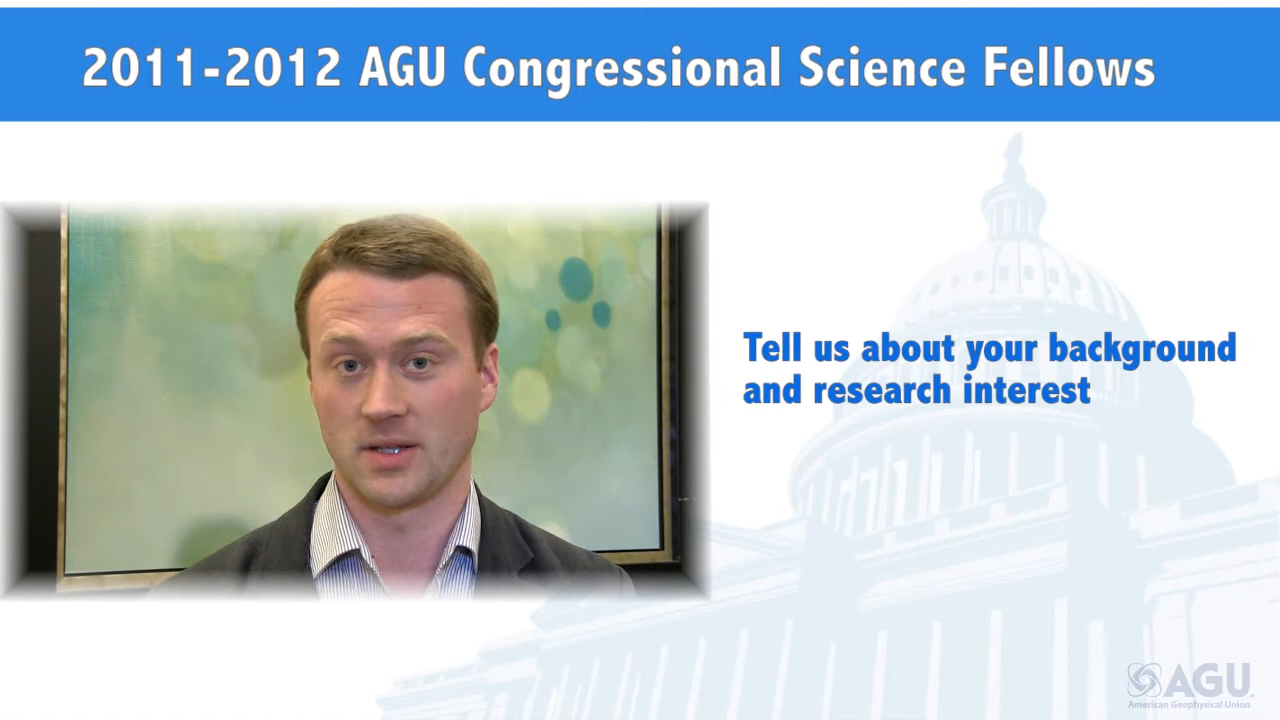 2011-2012 AGU Congressional Science Fellows
Tell us about your background
and research interest
AGU
American Geophysical Union